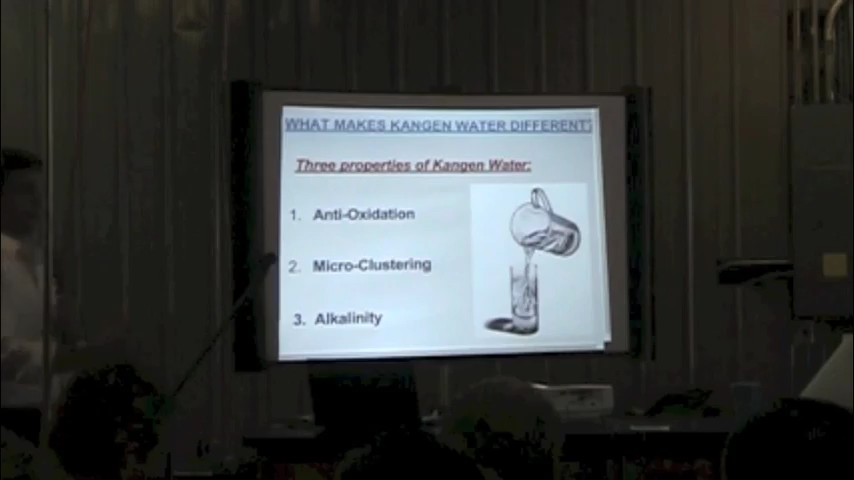 WHAT MAKES KANGEN WATER DIFFERENT?
Three properties of Kangen Water:
1. Anti-Oxidation
2. Micro-Clustering
3. Alkalinity